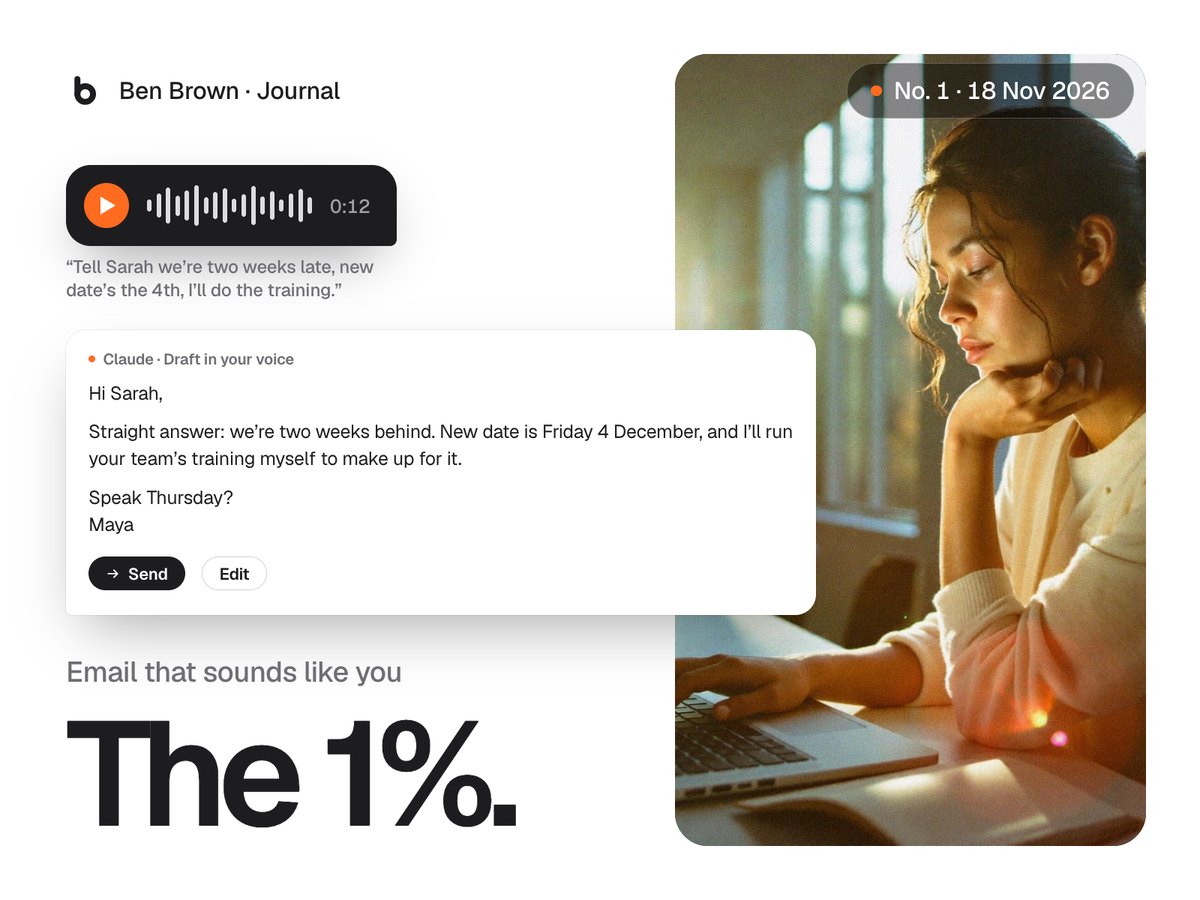 Ben Brown · Journal
No. 1 · 18 Nov 2026
0:12
“Tell Sarah we’re two weeks late, new
date’s the 4th, I’ll do the training.”
Claude · Draft in your voice
Hi Sarah,
Straight answer: we’re two weeks behind. New date is Friday 4 December, and I’ll run
your team’s training myself to make up for it.
Speak Thursday?
Maya
→ Send
Edit
Email that sounds like you
The 1%.